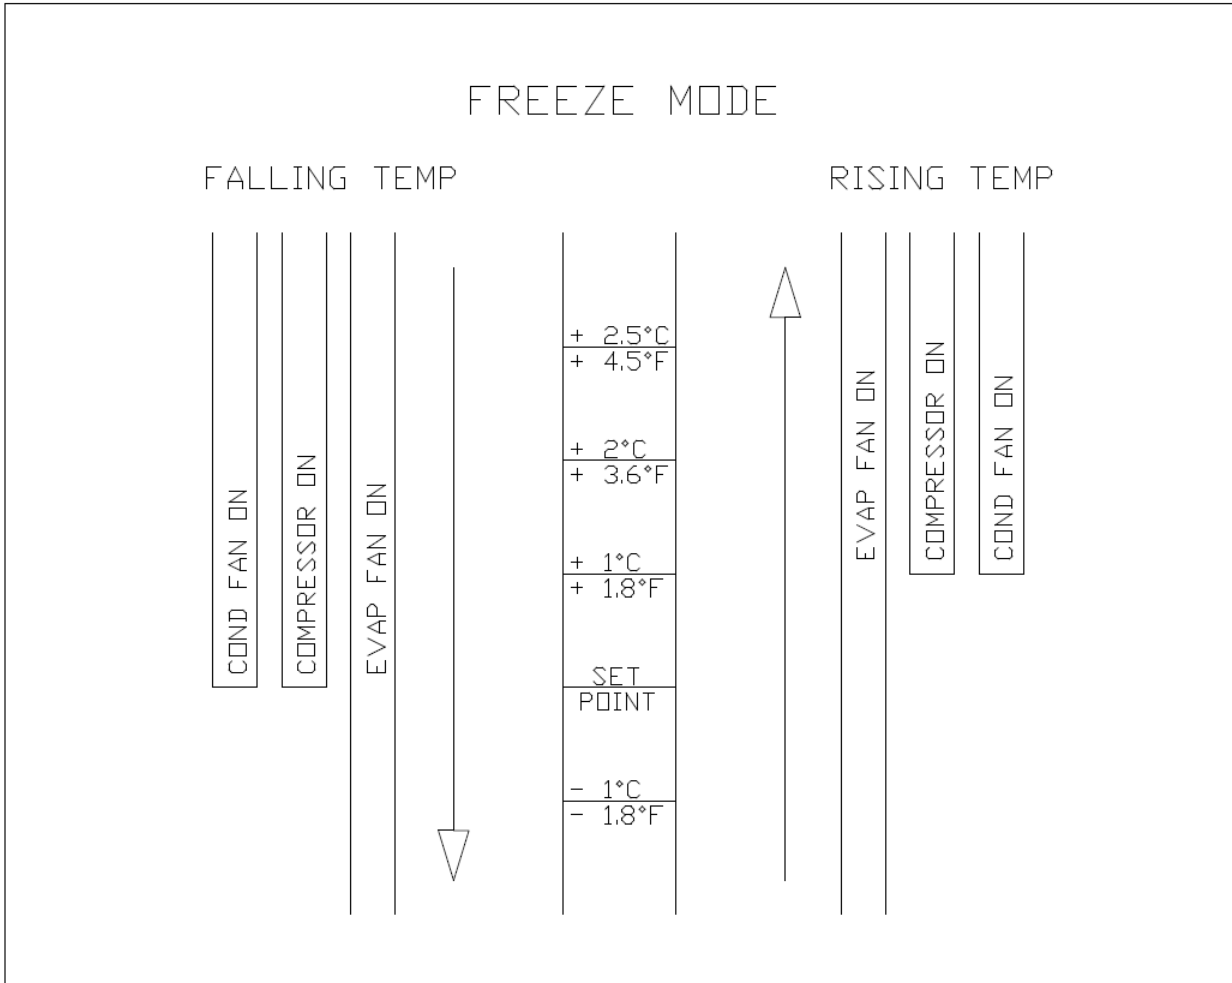 FREEZE MODE
FALLING TEMP
RISING TEMP
COND FAN ON
COMPRESSOR ON
EVAP FAN ON
+ 2.5°C
+ 4.5°F
+ 2°C
+ 3.6°F
+ 1°C
+ 1.8°F
SET
POINT
- 1°C
- 1.8°F
EVAP FAN ON
COMPRESSOR ON
COND FAN ON